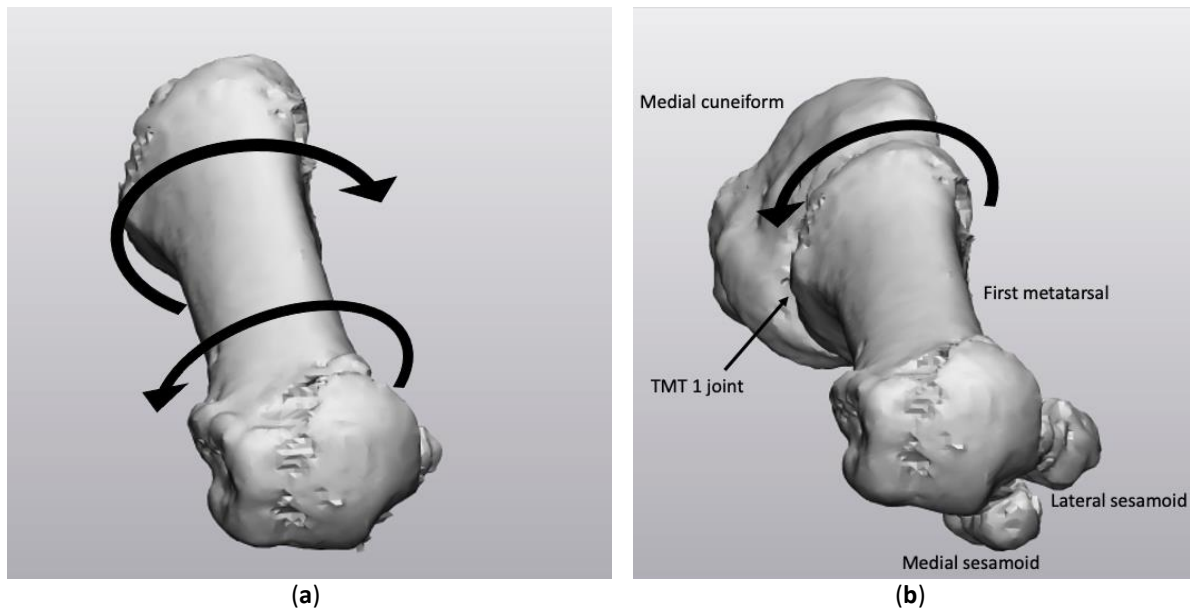 Medial cuneiform
First metatarsal
TMT 1 joint
Lateral sesamoid
Medial sesamoid
(a)
(b)